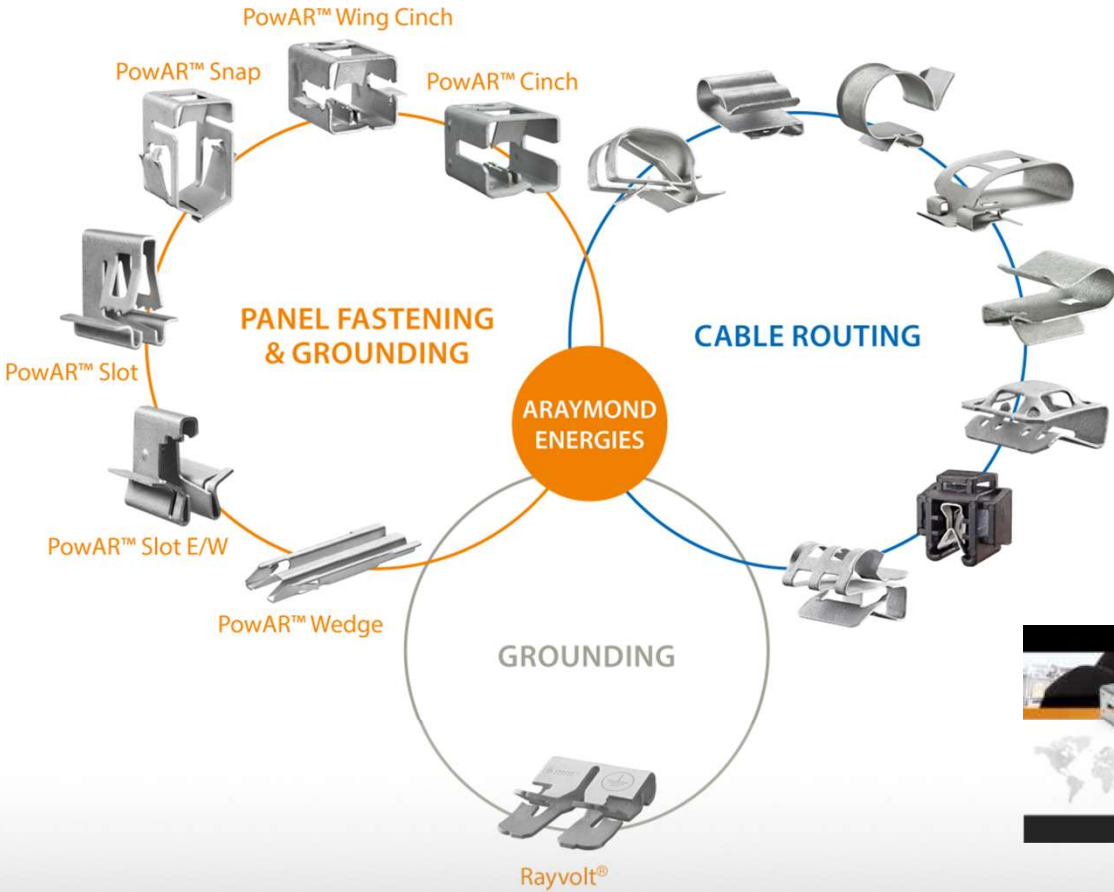 PowAR™ Wing Cinch
PowAR™ Snap
PowAR™ Cinch
PANEL FASTENING
& GROUNDING
CABLE ROUTING
PowAR™ Slot
ARAYMOND
ENERGIES
PowAR™ Slot E/W
PowAR™ Wedge
GROUNDING
Rayvolt®